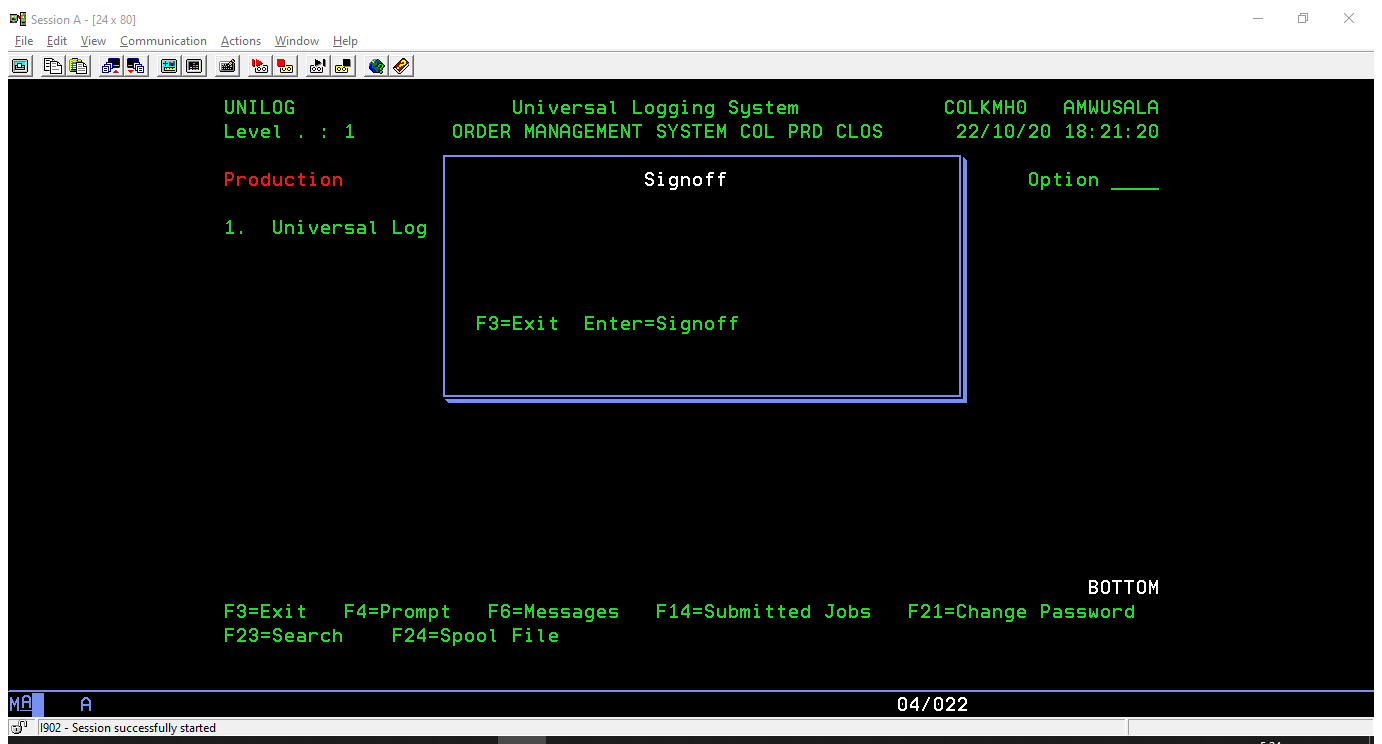 Session A - [24 x 80]
File Edit View Communication Actions Window Help
UNILOG Universal Logging System COLKMH0 AMWUSALA
Level . : 1 ORDER MANAGEMENT SYSTEM COL PRD CLOS 22/10/20 18:21:20
Production Signoff Option ____
1. Universal Log
F3=Exit Enter=Signoff
BOTTOM
F3=Exit F4=Prompt F6=Messages F14=Submitted Jobs F21=Change Password
F23=Search F24=Spool File
MA A 04/022
I902 - Session successfully started